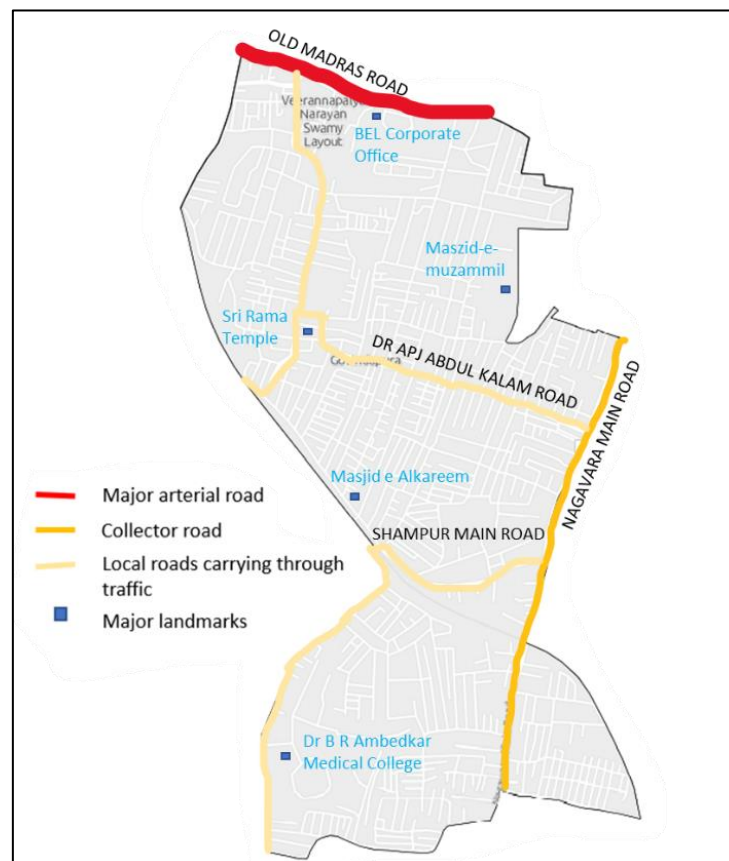 OLD MADRAS ROAD
Narayan
Swamy
Layout
BEL Corporate
Office
Maszid-e-
muzammil
Sri Rama
Temple
DR APJ ABDUL KALAM ROAD
NAGAVARA MAIN ROAD
Masjid e Alkareem
SHAMPUR MAIN ROAD
Major arterial road
Collector road
Local roads carrying through
traffic
Major landmarks
Dr B R Ambedkar
Medical College